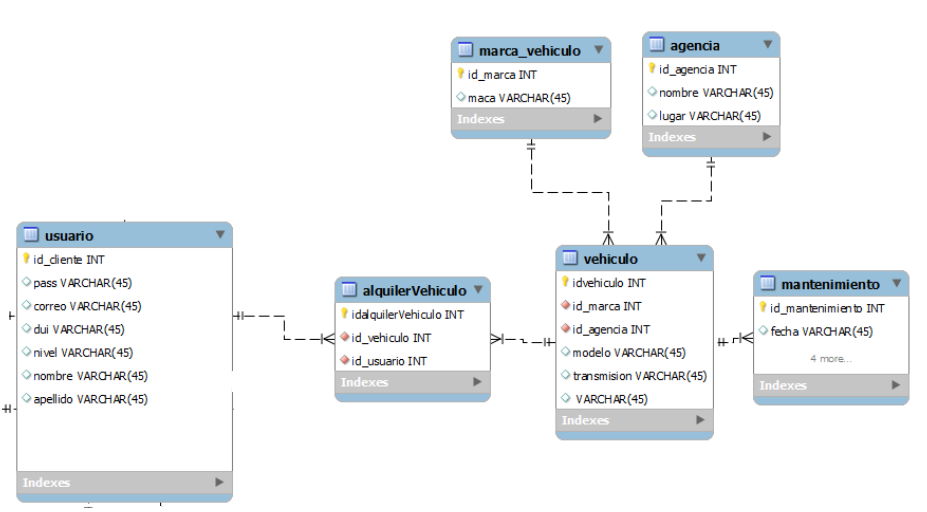 marca_vehiculo
id_marca INT
maca VARCHAR(45)
Indexes
agencia
id_agencia INT
nombre VARCHAR(45)
lugar VARCHAR(45)
Indexes
usuario
id_cliente INT
pass VARCHAR(45)
correo VARCHAR(45)
dui VARCHAR(45)
nivel VARCHAR(45)
nombre VARCHAR(45)
apellido VARCHAR(45)
Indexes
alquilerVehiculo
idalquilerVehiculo INT
id_vehiculo INT
id_usuario INT
Indexes
vehiculo
idvehiculo INT
id_marca INT
id_agencia INT
modelo VARCHAR(45)
transmision VARCHAR(45)
VARCHAR(45)
Indexes
mantenimiento
id_mantenimiento INT
fecha VARCHAR(45)
4 more...
Indexes